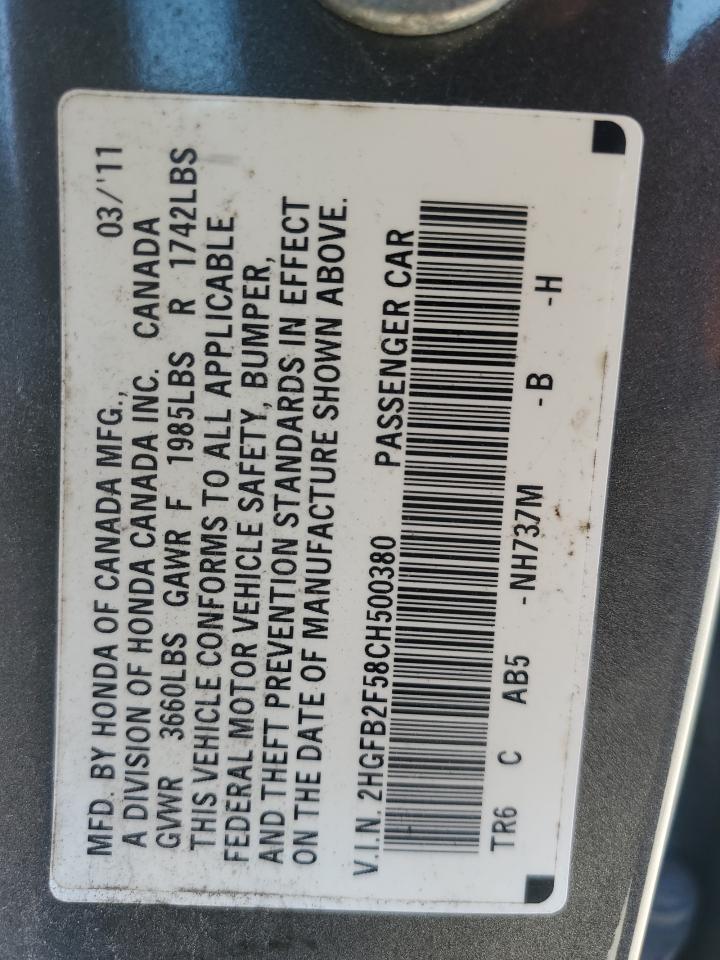 MFD. BY HONDA OF CANADA MFG., 03/'11
A DIVISION OF HONDA CANADA INC. CANADA
GVWR 3660LBS GAWR F 1985LBS R 1742LBS
THIS VEHICLE CONFORMS TO ALL APPLICABLE
FEDERAL MOTOR VEHICLE SAFETY, BUMPER,
AND THEFT PREVENTION STANDARDS IN EFFECT
ON THE DATE OF MANUFACTURE SHOWN ABOVE.
V.I.N. 2HGFB2F58CH500380 PASSENGER CAR
TR6 C AB5 -NH737M -B -H